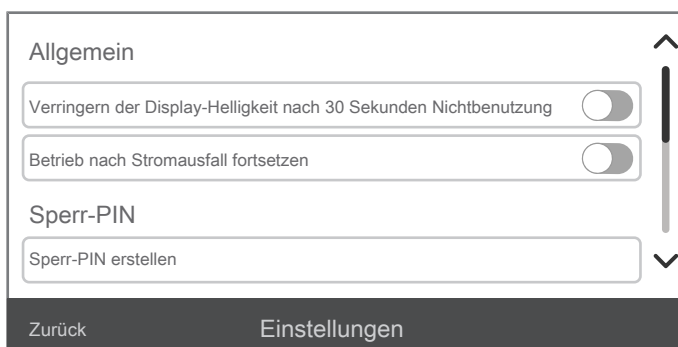 Allgemein
Verringern der Display-Helligkeit nach 30 Sekunden Nichtbenutzung
Betrieb nach Stromausfall fortsetzen
Sperr-PIN
Sperr-PIN erstellen
Zurück
Einstellungen